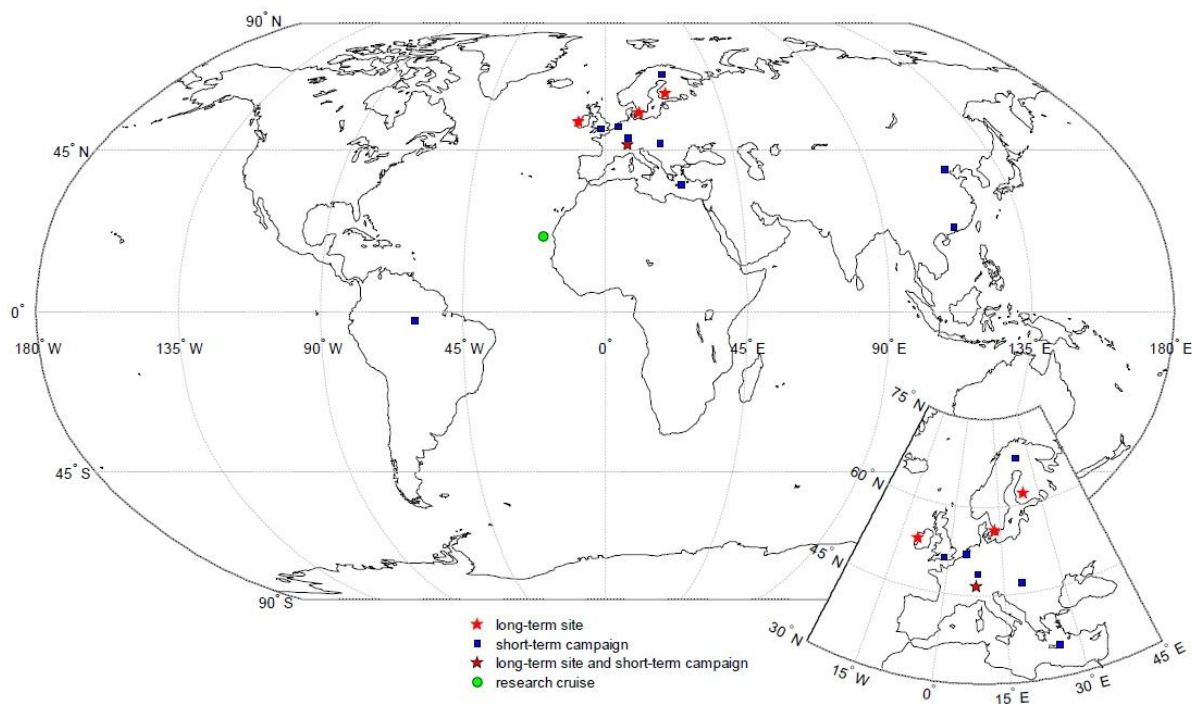 90°N
45°N
0°
180°W 135°W 90°W 45°W 0° 45°E 90°E 135°E 180°E
45°S
90°S
75°N
60°N
45°N
30°N
15°W
0°
15°E
30°E
45°E
long-term site
short-term campaign
long-term site and short-term campaign
research cruise